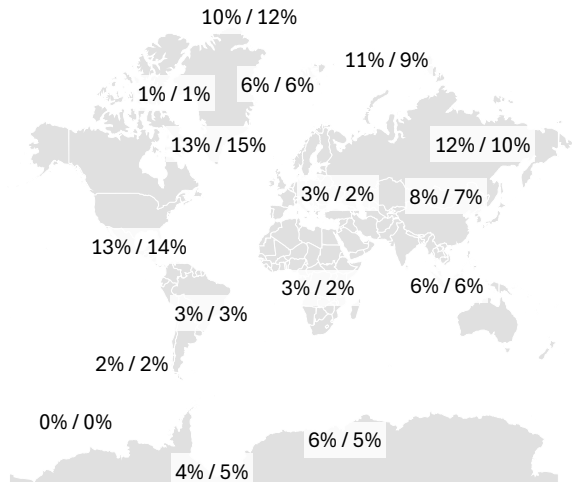 10% / 12%
11% / 9%
6% / 6%
1% / 1%
13% / 15%
12% / 10%
3% / 2%
8% / 7%
13% / 14%
3% / 2%
6% / 6%
3% / 3%
2% / 2%
0% / 0%
6% / 5%
4% / 5%